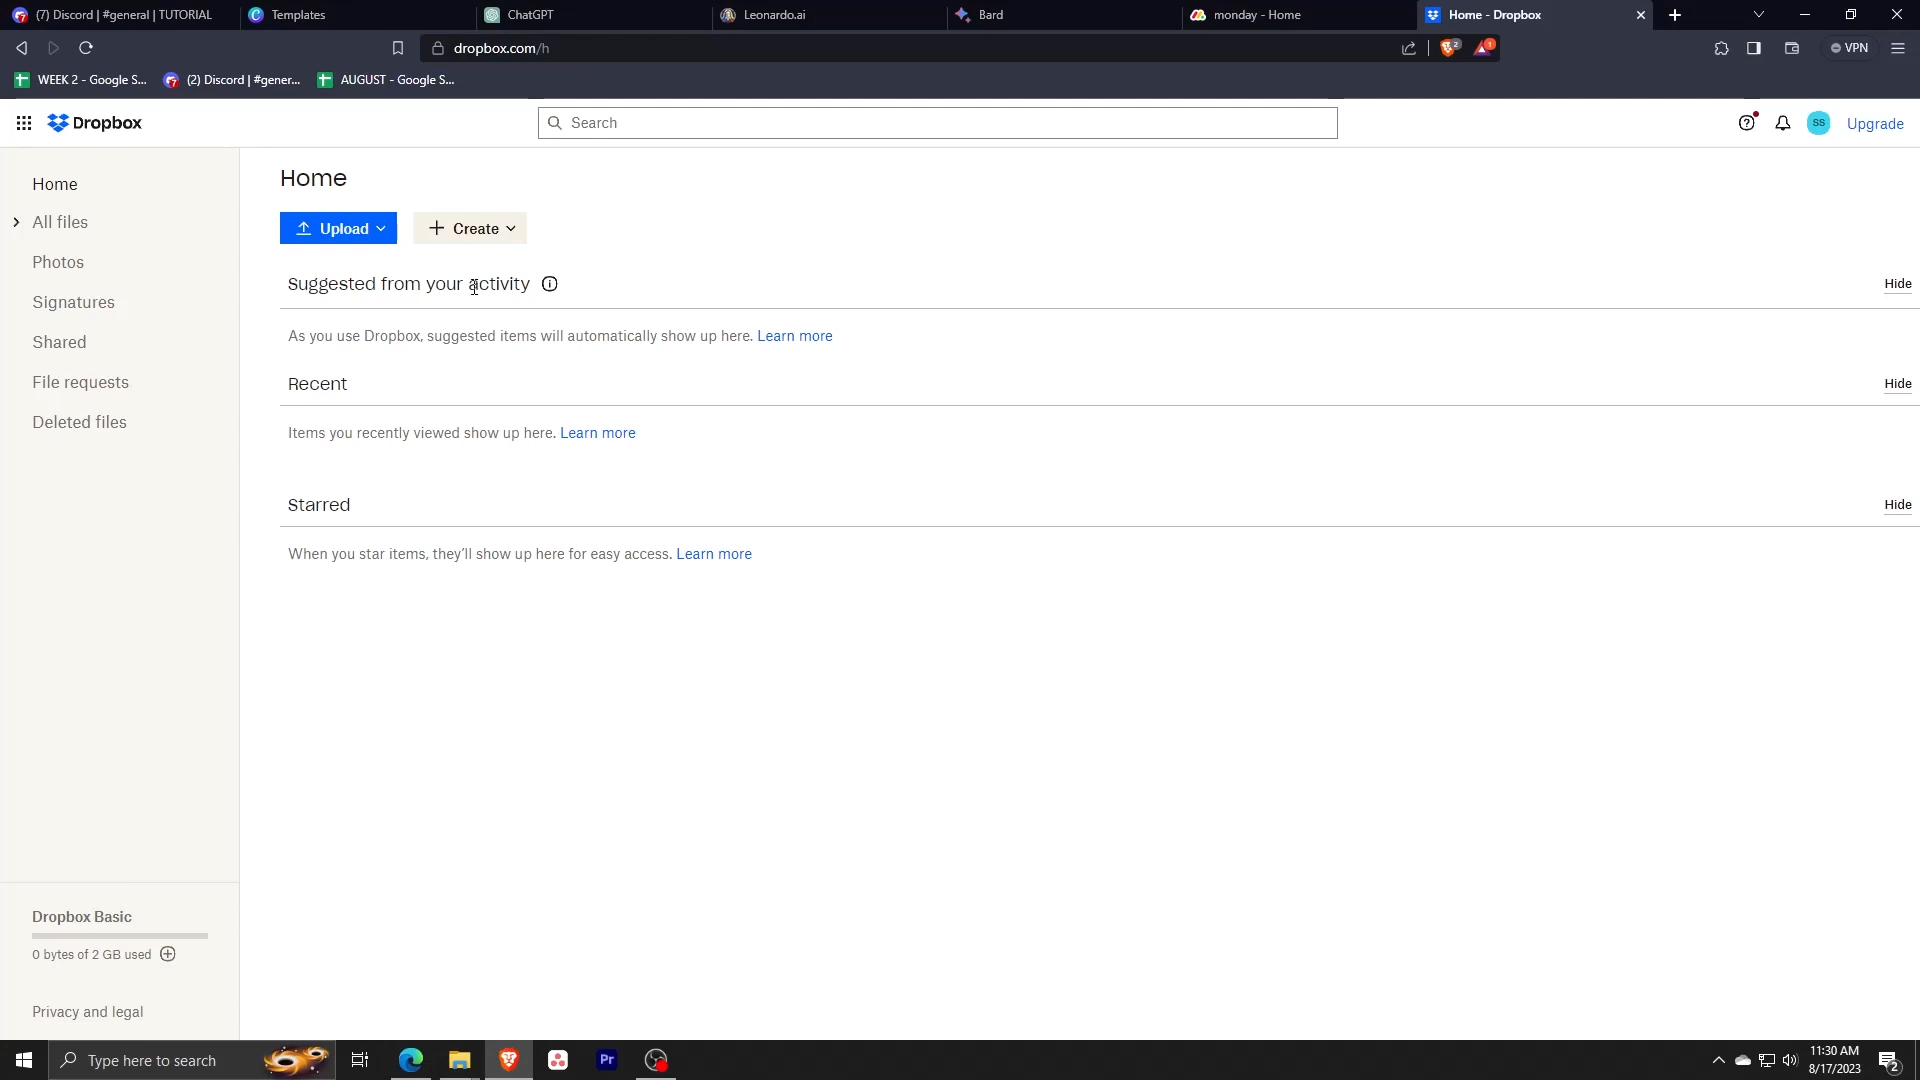 (7) Discord | #general | TUTORIAL
Templates
ChatGPT
Leonardo.ai
Bard
monday - Home
Home - Dropbox
dropbox.com/h
2
1
VPN
WEEK 2 - Google S...
(2) Discord | #gener...
AUGUST - Google S...
Dropbox
Search
SS
Upgrade
Home
All files
Photos
Signatures
Shared
File requests
Deleted files
Home
Upload
Create
Suggested from your activity
Hide
As you use Dropbox, suggested items will automatically show up here. Learn more
Recent
Hide
Items you recently viewed show up here. Learn more
Starred
Hide
When you star items, they'll show up here for easy access. Learn more
Dropbox Basic
0 bytes of 2 GB used
Privacy and legal
Type here to search
Pr
11:30 AM
8/17/2023
2